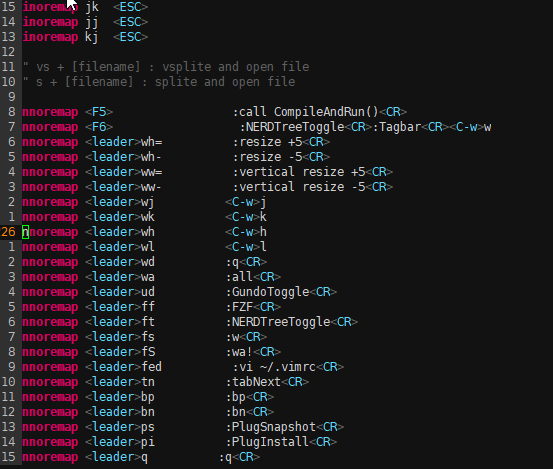 15 inoremap jk <ESC>
14 inoremap jj <ESC>
13 inoremap kj <ESC>
12
11 " vs + [filename] : vsplite and open file
10 " s + [filename] : splite and open file
9
8 nnoremap <F5> :call CompileAndRun()<CR>
7 nnoremap <F6> :NERDTreeToggle<CR>:Tagbar<CR><C-w>w
6 nnoremap <leader>wh= :resize +5<CR>
5 nnoremap <leader>wh- :resize -5<CR>
4 nnoremap <leader>ww= :vertical resize +5<CR>
3 nnoremap <leader>ww- :vertical resize -5<CR>
2 nnoremap <leader>wj <C-w>j
1 nnoremap <leader>wk <C-w>k
26 nnoremap <leader>wh <C-w>h
1 nnoremap <leader>wl <C-w>l
2 nnoremap <leader>wd :q<CR>
3 nnoremap <leader>wa :all<CR>
4 nnoremap <leader>ud :GundoToggle<CR>
5 nnoremap <leader>ff :FZF<CR>
6 nnoremap <leader>ft :NERDTreeToggle<CR>
7 nnoremap <leader>fs :w<CR>
8 nnoremap <leader>fS :wa!<CR>
9 nnoremap <leader>fed :vi ~/.vimrc<CR>
10 nnoremap <leader>tn :tabNext<CR>
11 nnoremap <leader>bp :bp<CR>
12 nnoremap <leader>bn :bn<CR>
13 nnoremap <leader>ps :PlugSnapshot<CR>
14 nnoremap <leader>pi :PlugInstall<CR>
15 nnoremap <leader>q :q<CR>